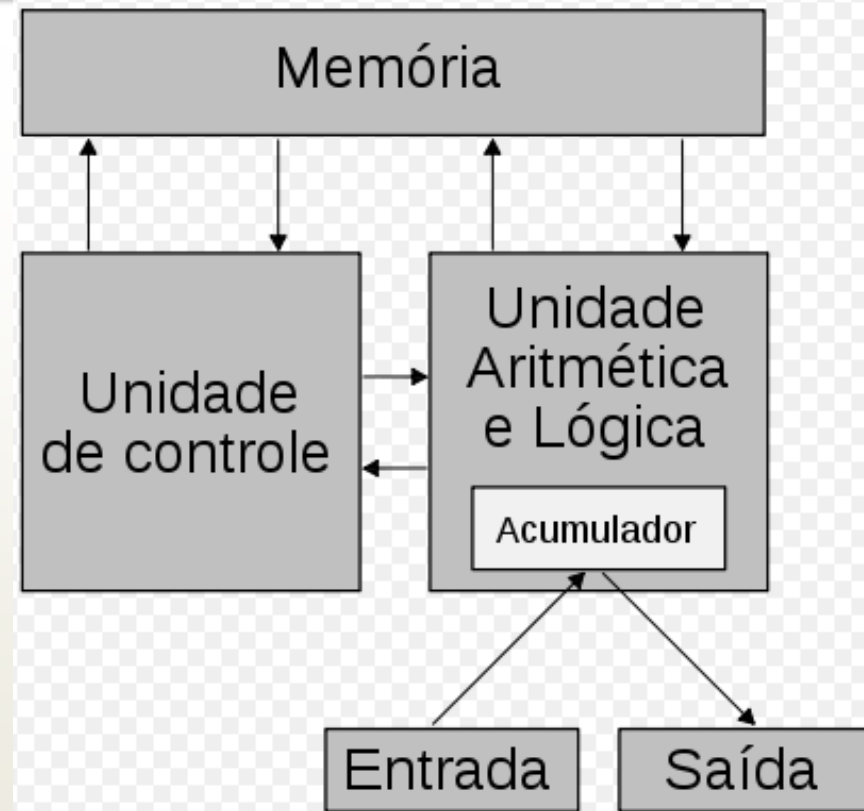 Memória
Unidade
de controle
Unidade
Aritmética
e Lógica
Acumulador
Entrada
Saída